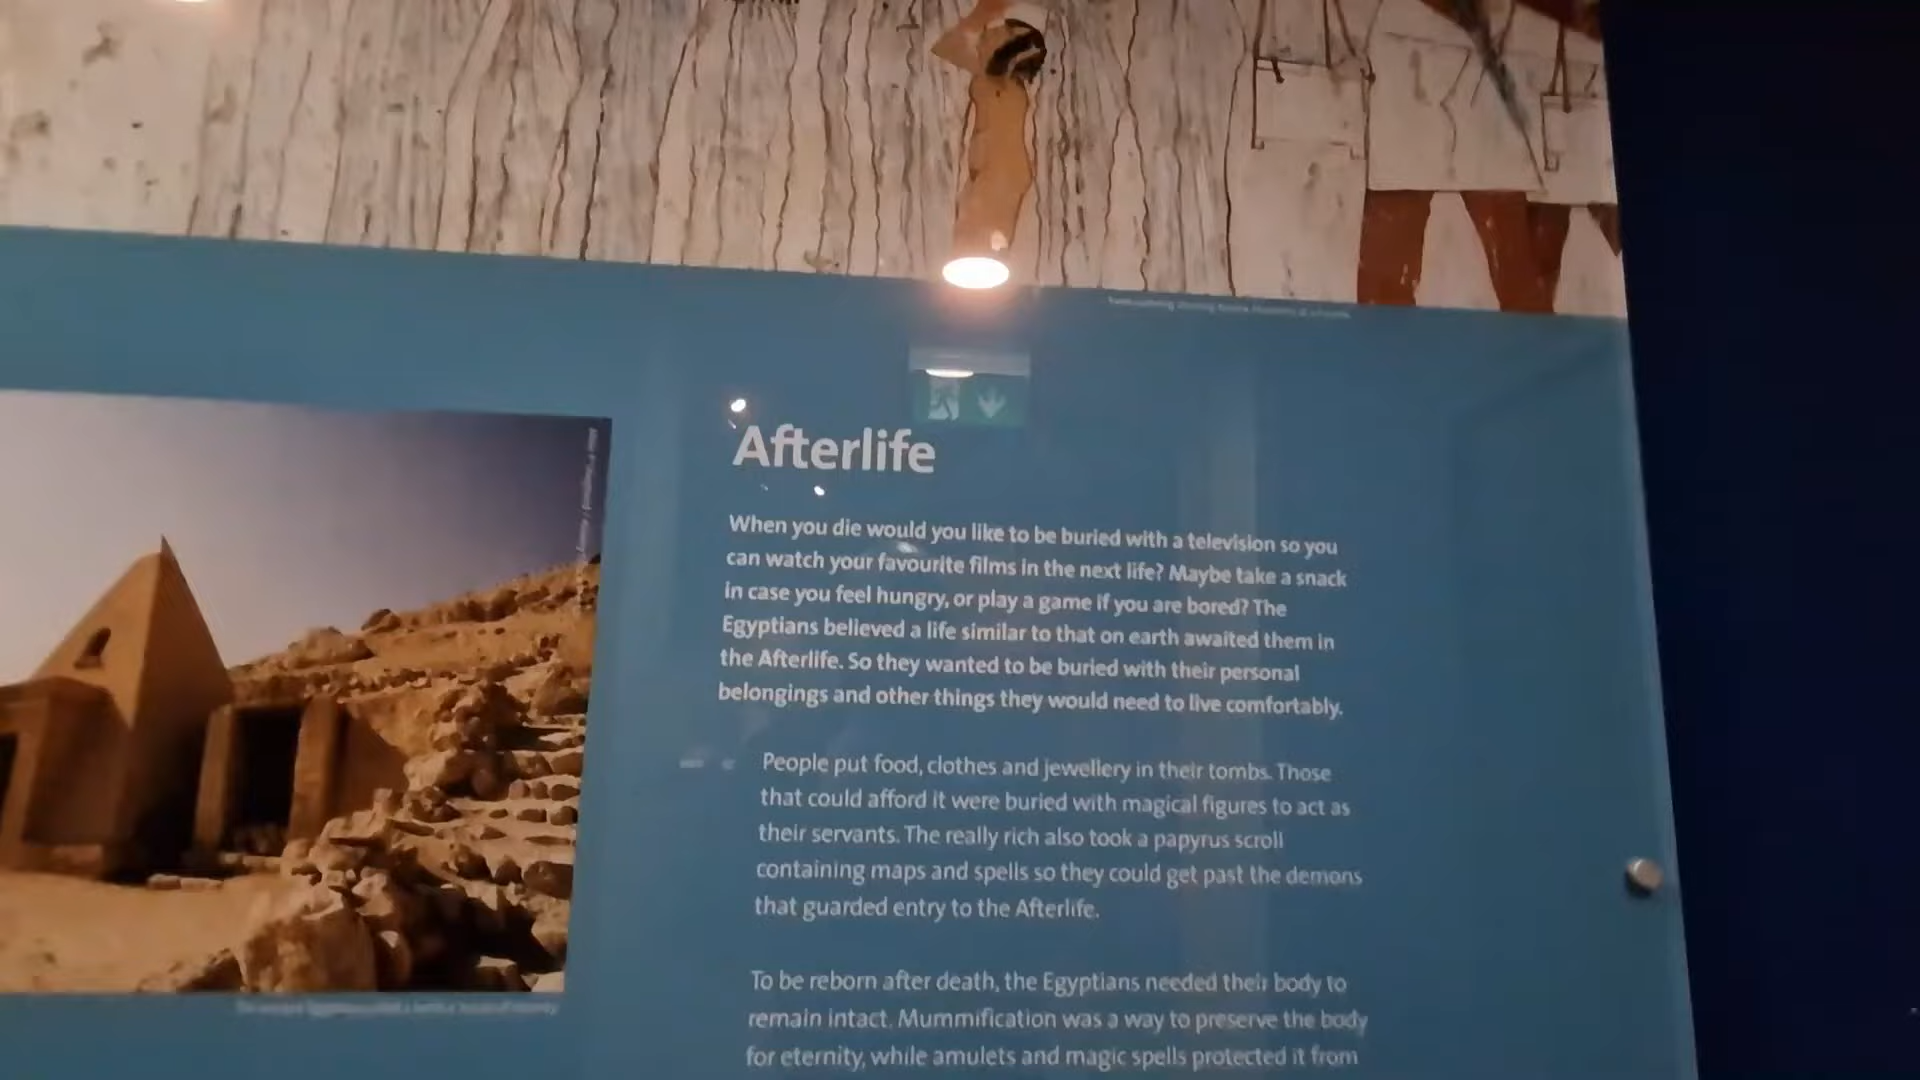 Afterlife
When you die would you like to be buried with a television so you
can watch your favourite films in the next life? Maybe take a snack
in case you feel hungry, or play a game if you are bored? The
Egyptians believed a life similar to that on earth awaited them in
the Afterlife. So they wanted to be buried with their personal
belongings and other things they would need to live comfortably.
People put food, clothes and jewellery in their tombs. Those
that could afford it were buried with magical figures to act as
their servants. The really rich also took a papyrus scroll
containing maps and spells so they could get past the demons
that guarded entry to the Afterlife.
To be reborn after death, the Egyptians needed their body to
remain intact. Mummification was a way to preserve the body
for eternity, while amulets and magic spells protected it from